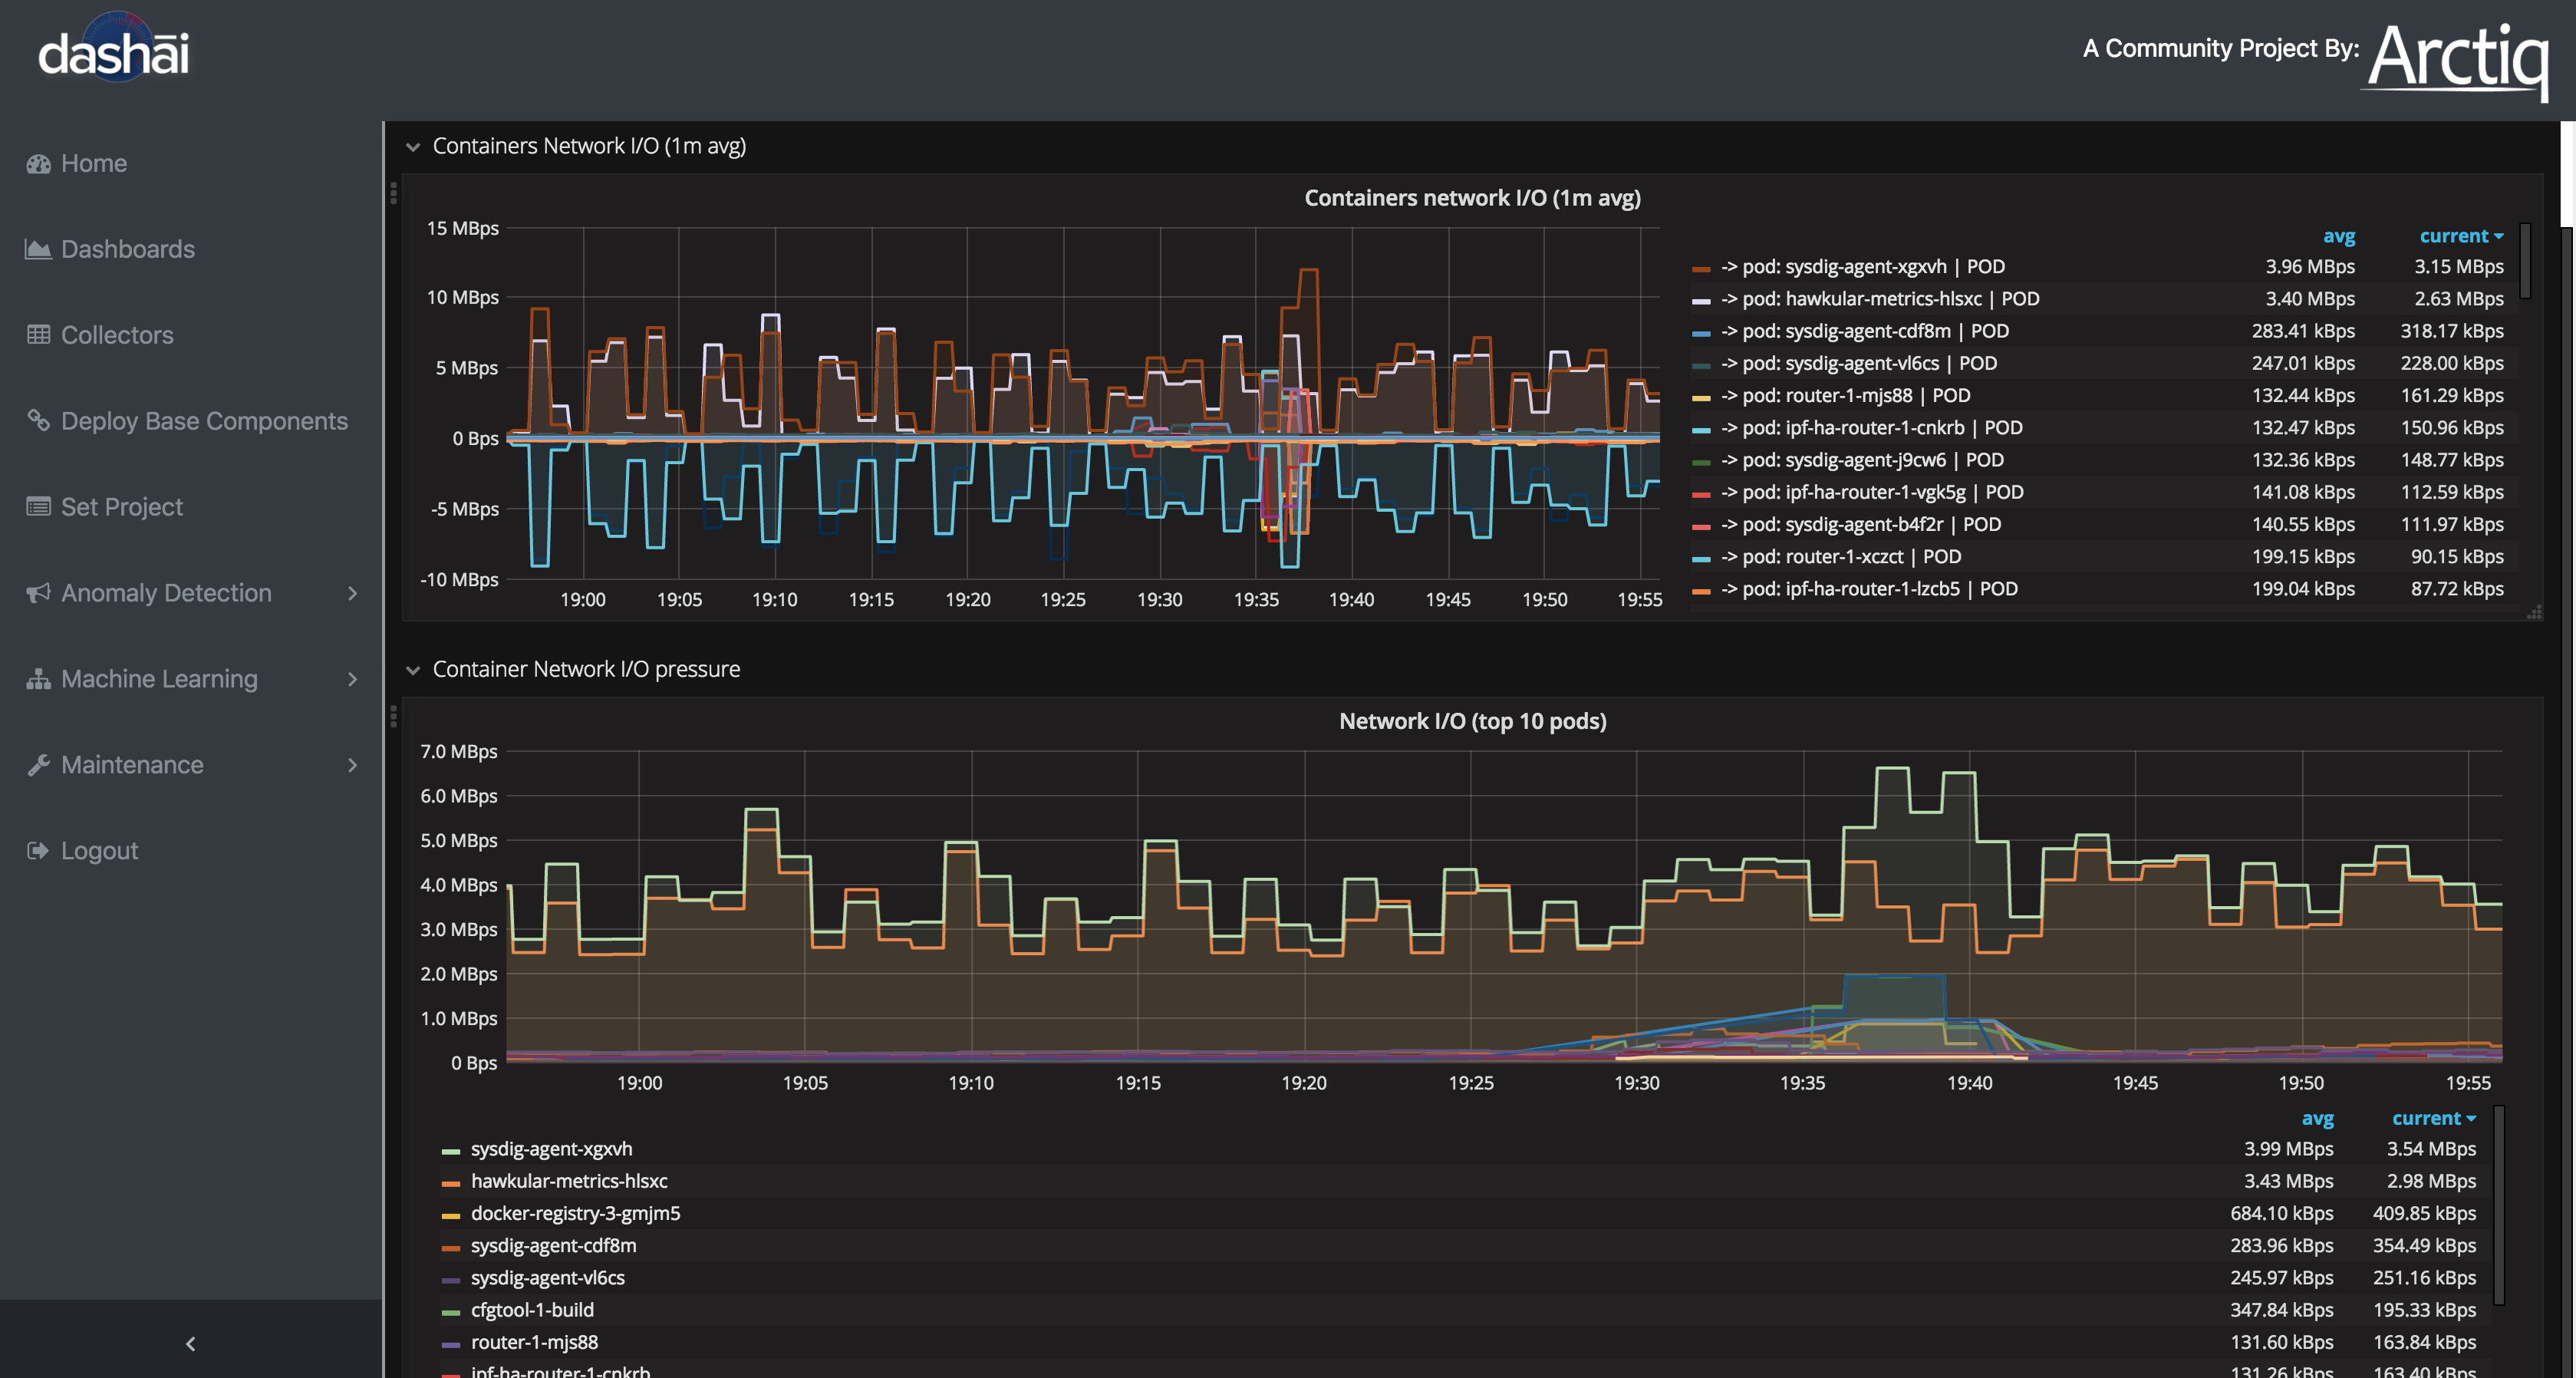 dashāi
A Community Project By: Arctiq
Home
Dashboards
Collectors
Deploy Base Components
Set Project
Anomaly Detection
Machine Learning
Maintenance
Logout
Containers Network I/O (1m avg)
Containers network I/O (1m avg)
15 MBps
10 MBps
5 MBps
0 Bps
-5 MBps
-10 MBps
19:00 19:05 19:10 19:15 19:20 19:25 19:30 19:35 19:40 19:45 19:50 19:55
avg current
-> pod: sysdig-agent-xgxvh | POD 3.96 MBps 3.15 MBps
-> pod: hawkular-metrics-hlsxc | POD 3.40 MBps 2.63 MBps
-> pod: sysdig-agent-cdf8m | POD 283.41 kBps 318.17 kBps
-> pod: sysdig-agent-vl6cs | POD 247.01 kBps 228.00 kBps
-> pod: router-1-mjs88 | POD 132.44 kBps 161.29 kBps
-> pod: ipf-ha-router-1-cnkrb | POD 132.47 kBps 150.96 kBps
-> pod: sysdig-agent-j9cw6 | POD 132.36 kBps 148.77 kBps
-> pod: ipf-ha-router-1-vgk5g | POD 141.08 kBps 112.59 kBps
-> pod: sysdig-agent-b4f2r | POD 140.55 kBps 111.97 kBps
-> pod: router-1-xczct | POD 199.15 kBps 90.15 kBps
-> pod: ipf-ha-router-1-lzcb5 | POD 199.04 kBps 87.72 kBps
Container Network I/O pressure
Network I/O (top 10 pods)
7.0 MBps
6.0 MBps
5.0 MBps
4.0 MBps
3.0 MBps
2.0 MBps
1.0 MBps
0 Bps
19:00 19:05 19:10 19:15 19:20 19:25 19:30 19:35 19:40 19:45 19:50 19:55
avg current
sysdig-agent-xgxvh 3.99 MBps 3.54 MBps
hawkular-metrics-hlsxc 3.43 MBps 2.98 MBps
docker-registry-3-gmjm5 684.10 kBps 409.85 kBps
sysdig-agent-cdf8m 283.96 kBps 354.49 kBps
sysdig-agent-vl6cs 245.97 kBps 251.16 kBps
cfgtool-1-build 347.84 kBps 195.33 kBps
router-1-mjs88 131.60 kBps 163.84 kBps
ipf-ha-router-1-cnkrb 131.26 kBps 163.40 kBps